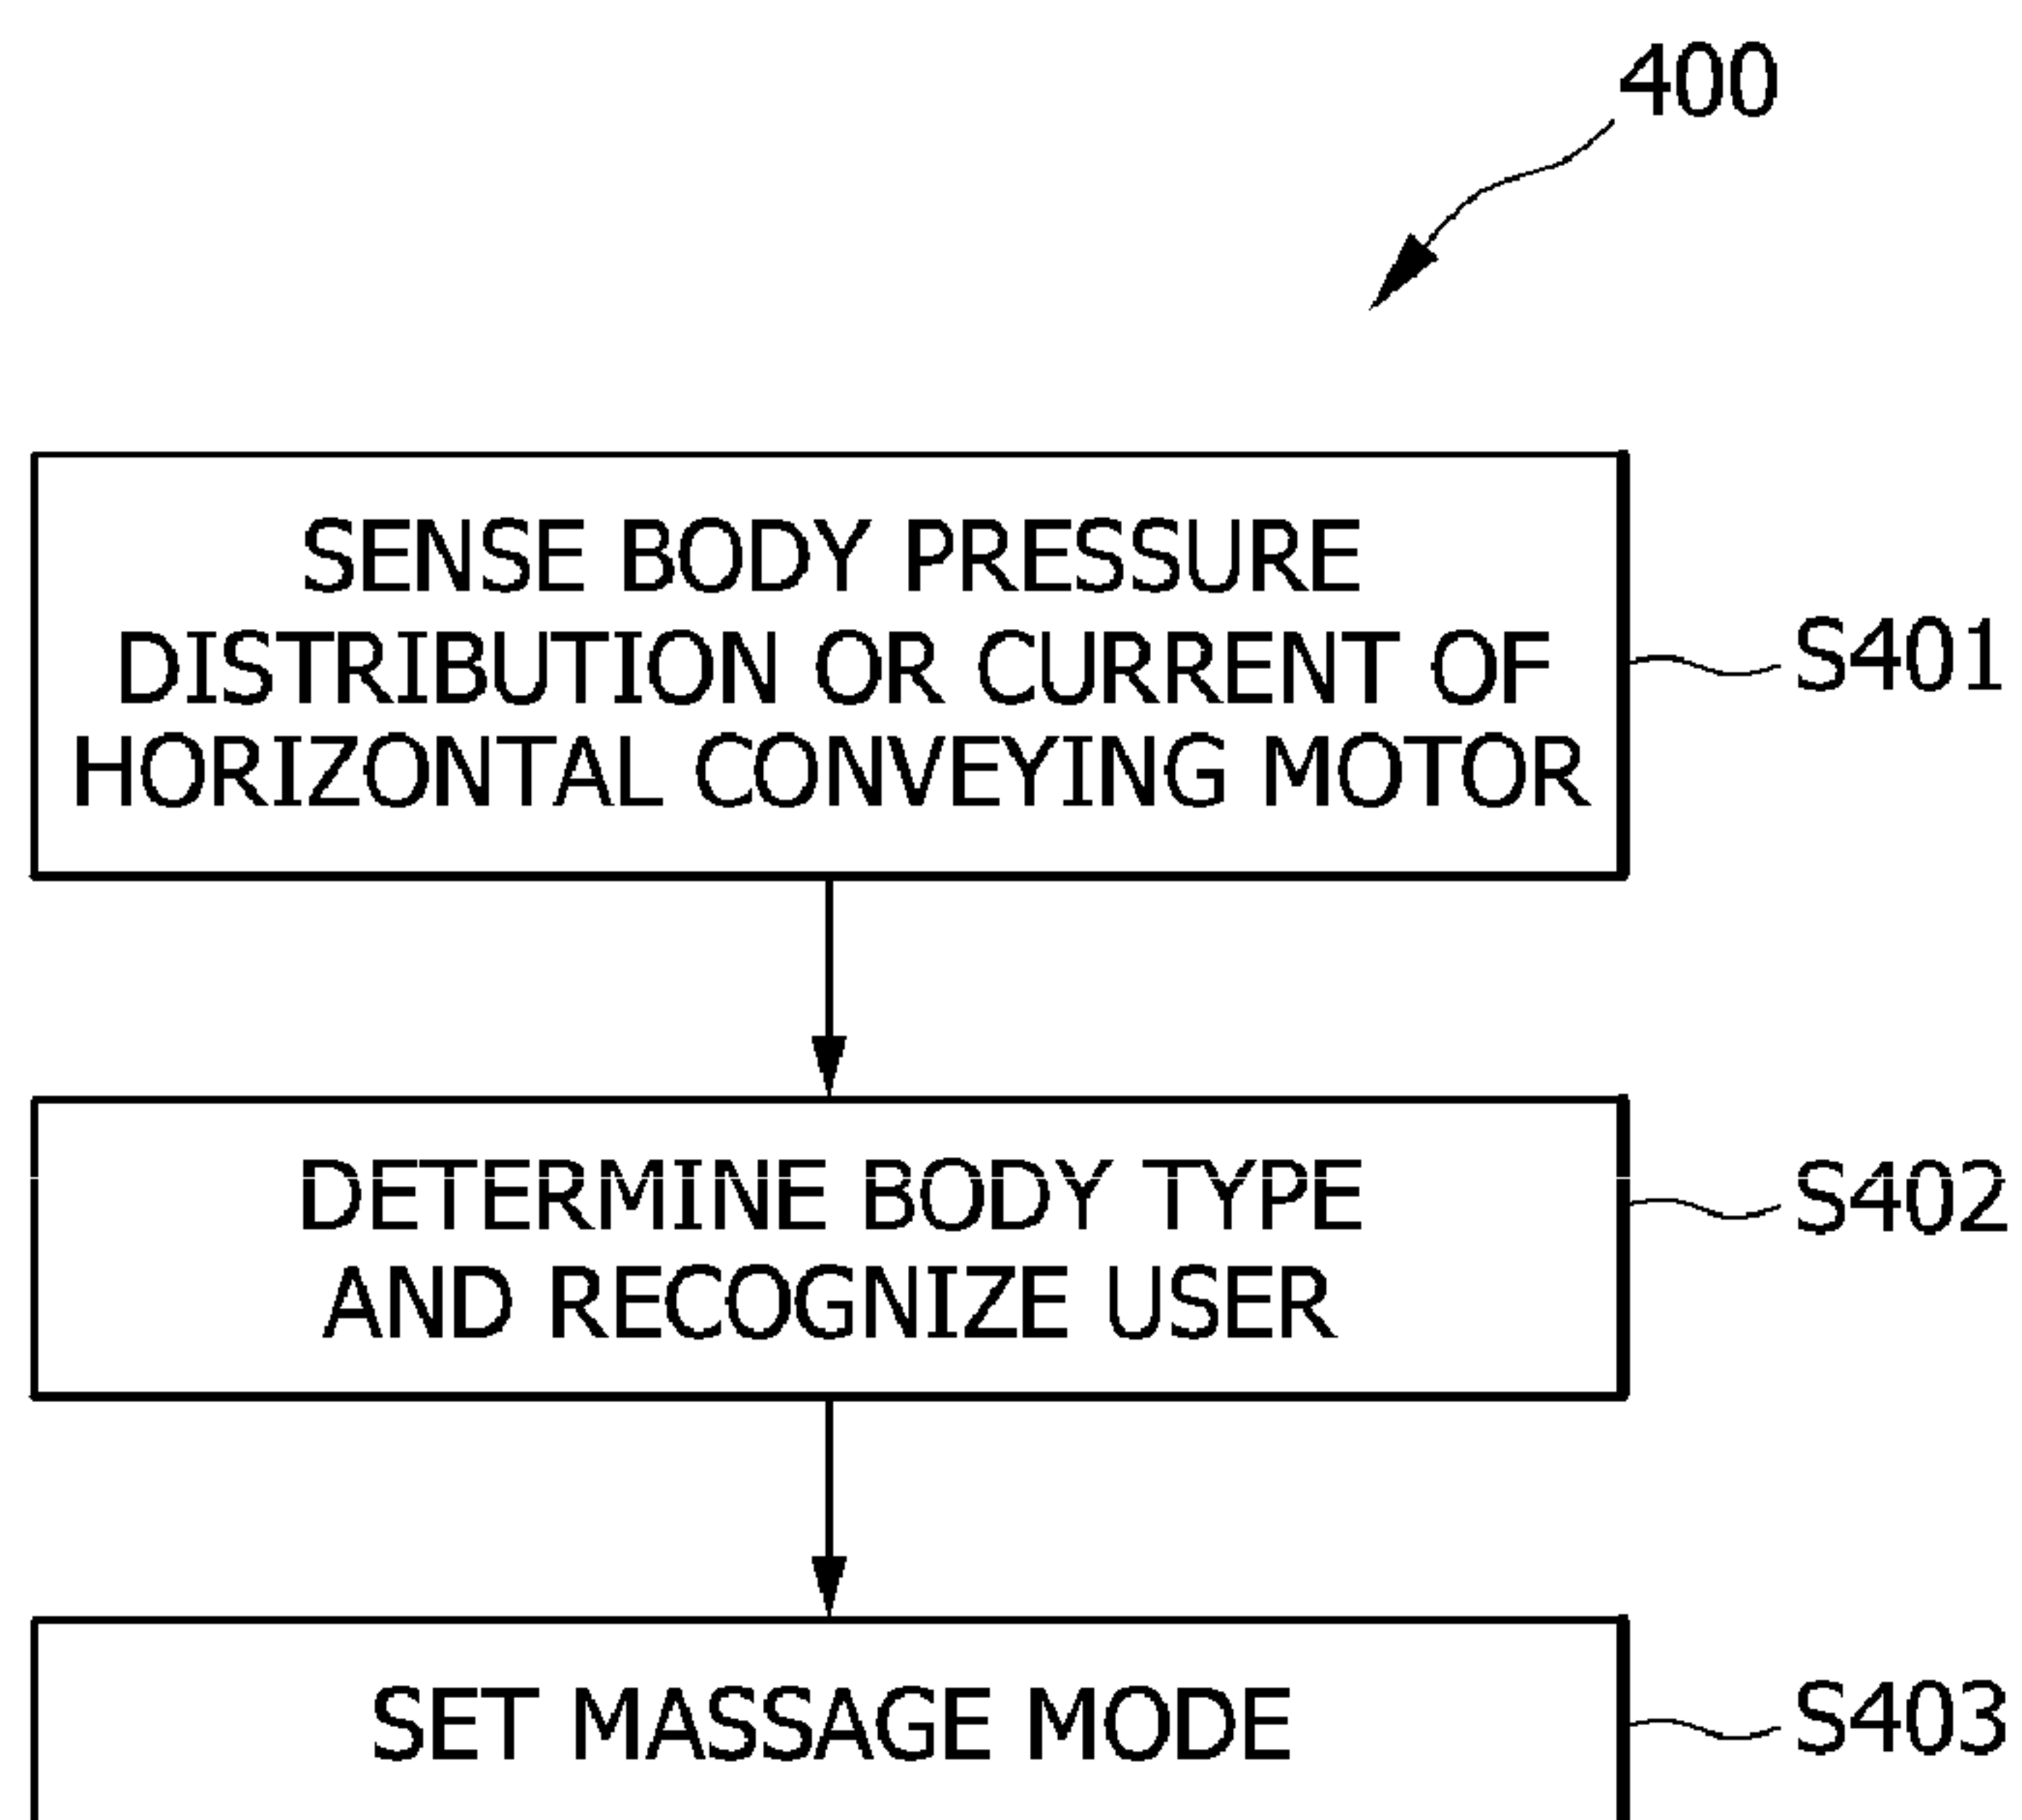 400
SENSE BODY PRESSURE
DISTRIBUTION OR CURRENT OF
HORIZONTAL CONVEYING MOTOR
S401
DETERMINE BODY TYPE
AND RECOGNIZE USER
S402
SET MASSAGE MODE
S403